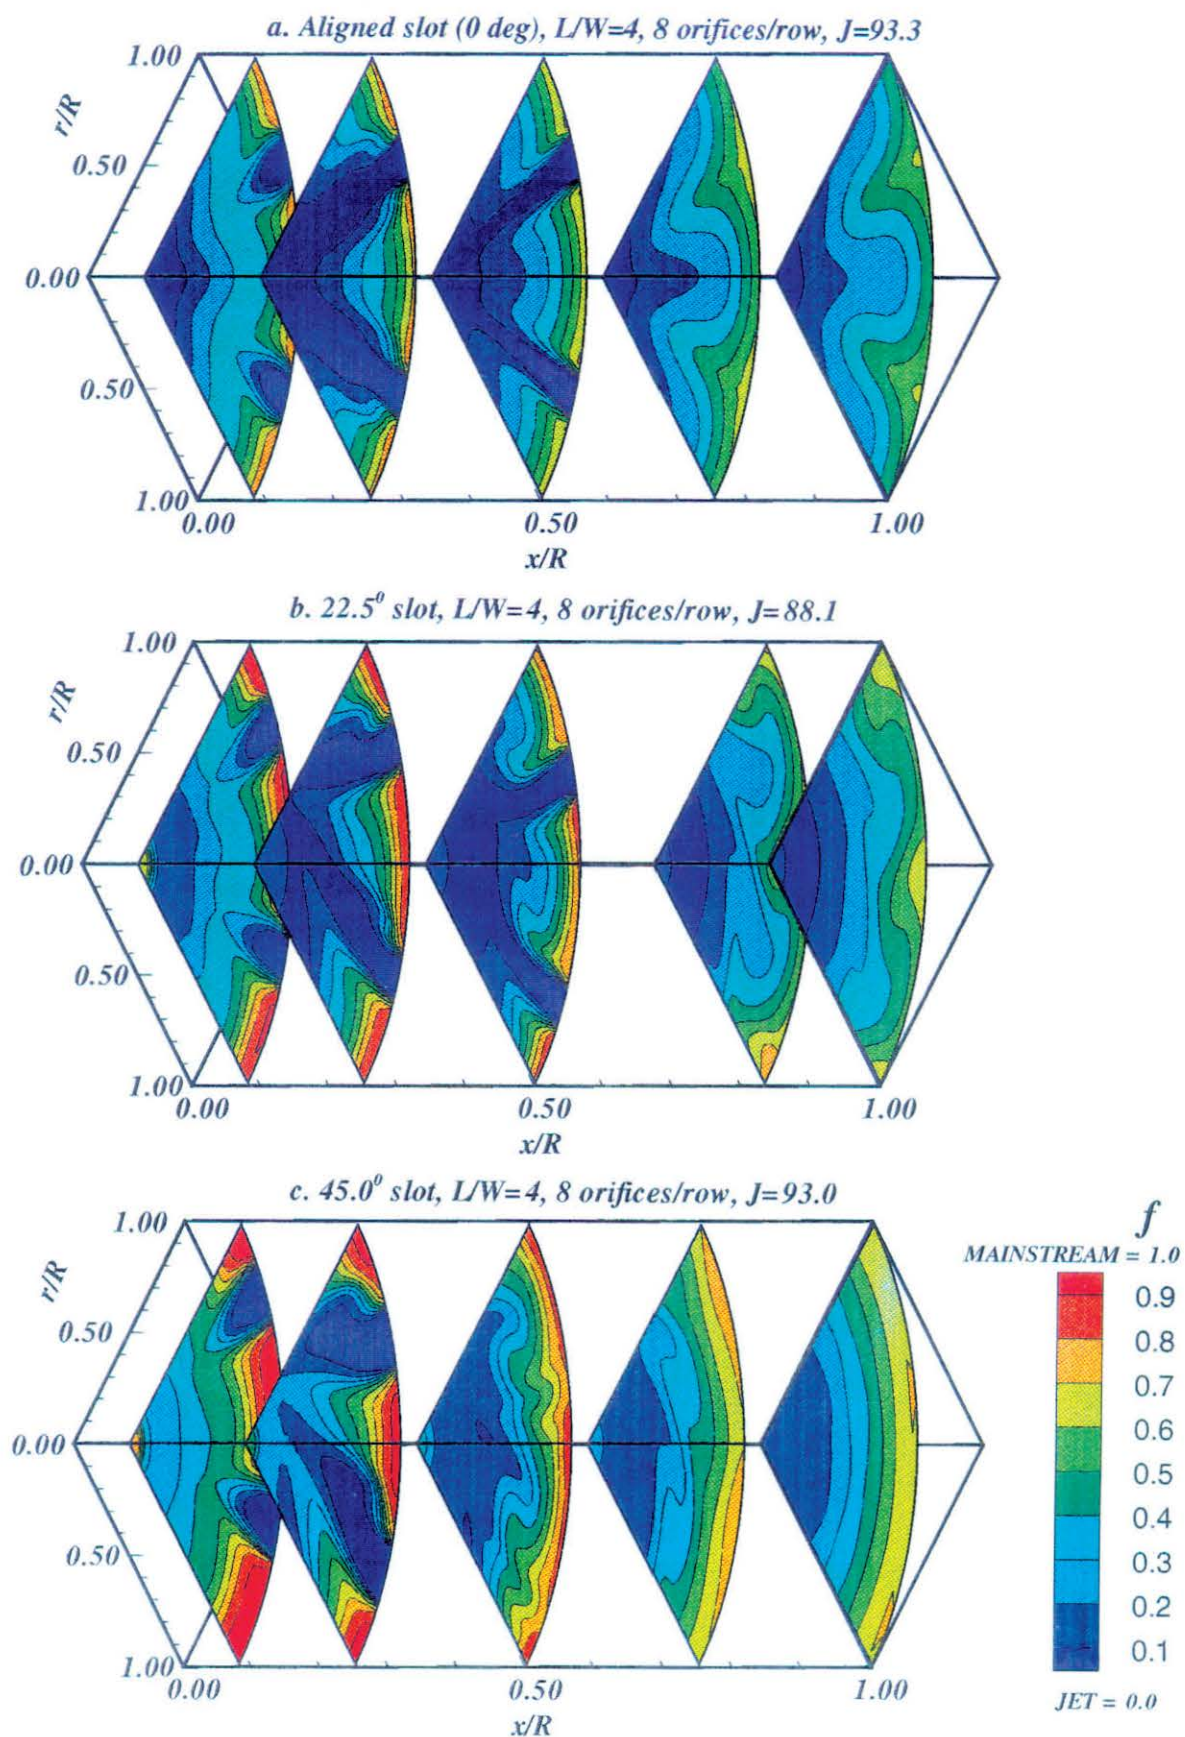 a. Aligned slot (0 deg), L/W=4, 8 orifices/row, J=93.3
1.00
r/R
0.50
0.00
0.50
1.00
0.00 0.50 1.00
x/R
b. 22.5⁰ slot, L/W=4, 8 orifices/row, J=88.1
1.00
r/R
0.50
0.00
0.50
1.00
0.00 0.50 1.00
x/R
c. 45.0⁰ slot, L/W=4, 8 orifices/row, J=93.0
1.00
r/R
0.50
0.00
0.50
1.00
0.00 0.50 1.00
x/R
f
MAINSTREAM = 1.0
0.9
0.8
0.7
0.6
0.5
0.4
0.3
0.2
0.1
JET = 0.0